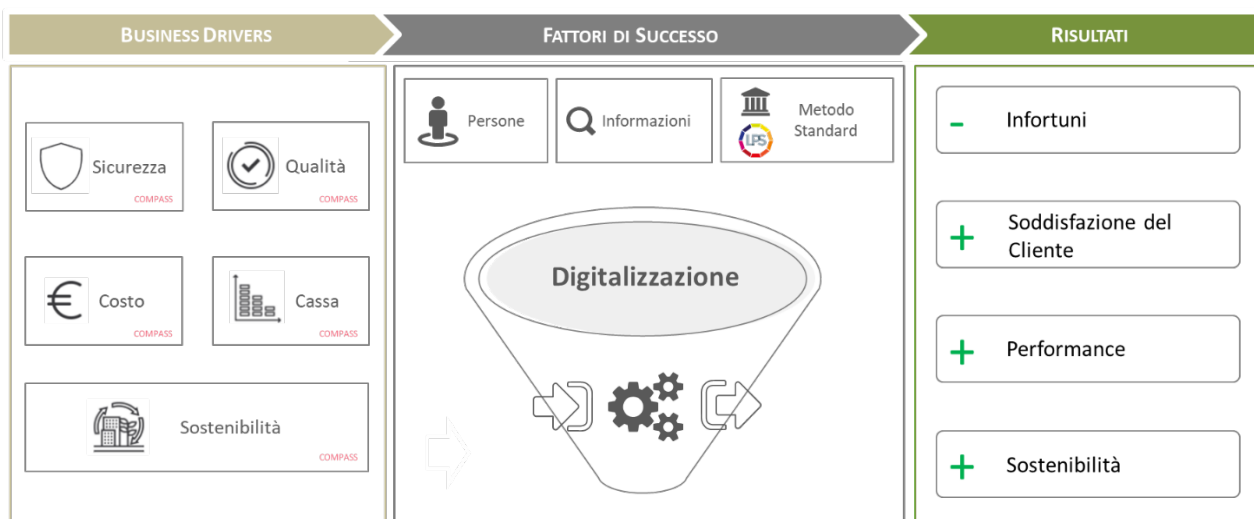 BUSINESS DRIVERS
FATTORI DI SUCCESSO
RISULTATI
Sicurezza
COMPASS
Qualità
COMPASS
Costo
COMPASS
Cassa
COMPASS
Sostenibilità
COMPASS
Persone
Informazioni
Metodo
Standard
LPS
Digitalizzazione
- Infortuni
+ Soddisfazione del
Cliente
+ Performance
+ Sostenibilità